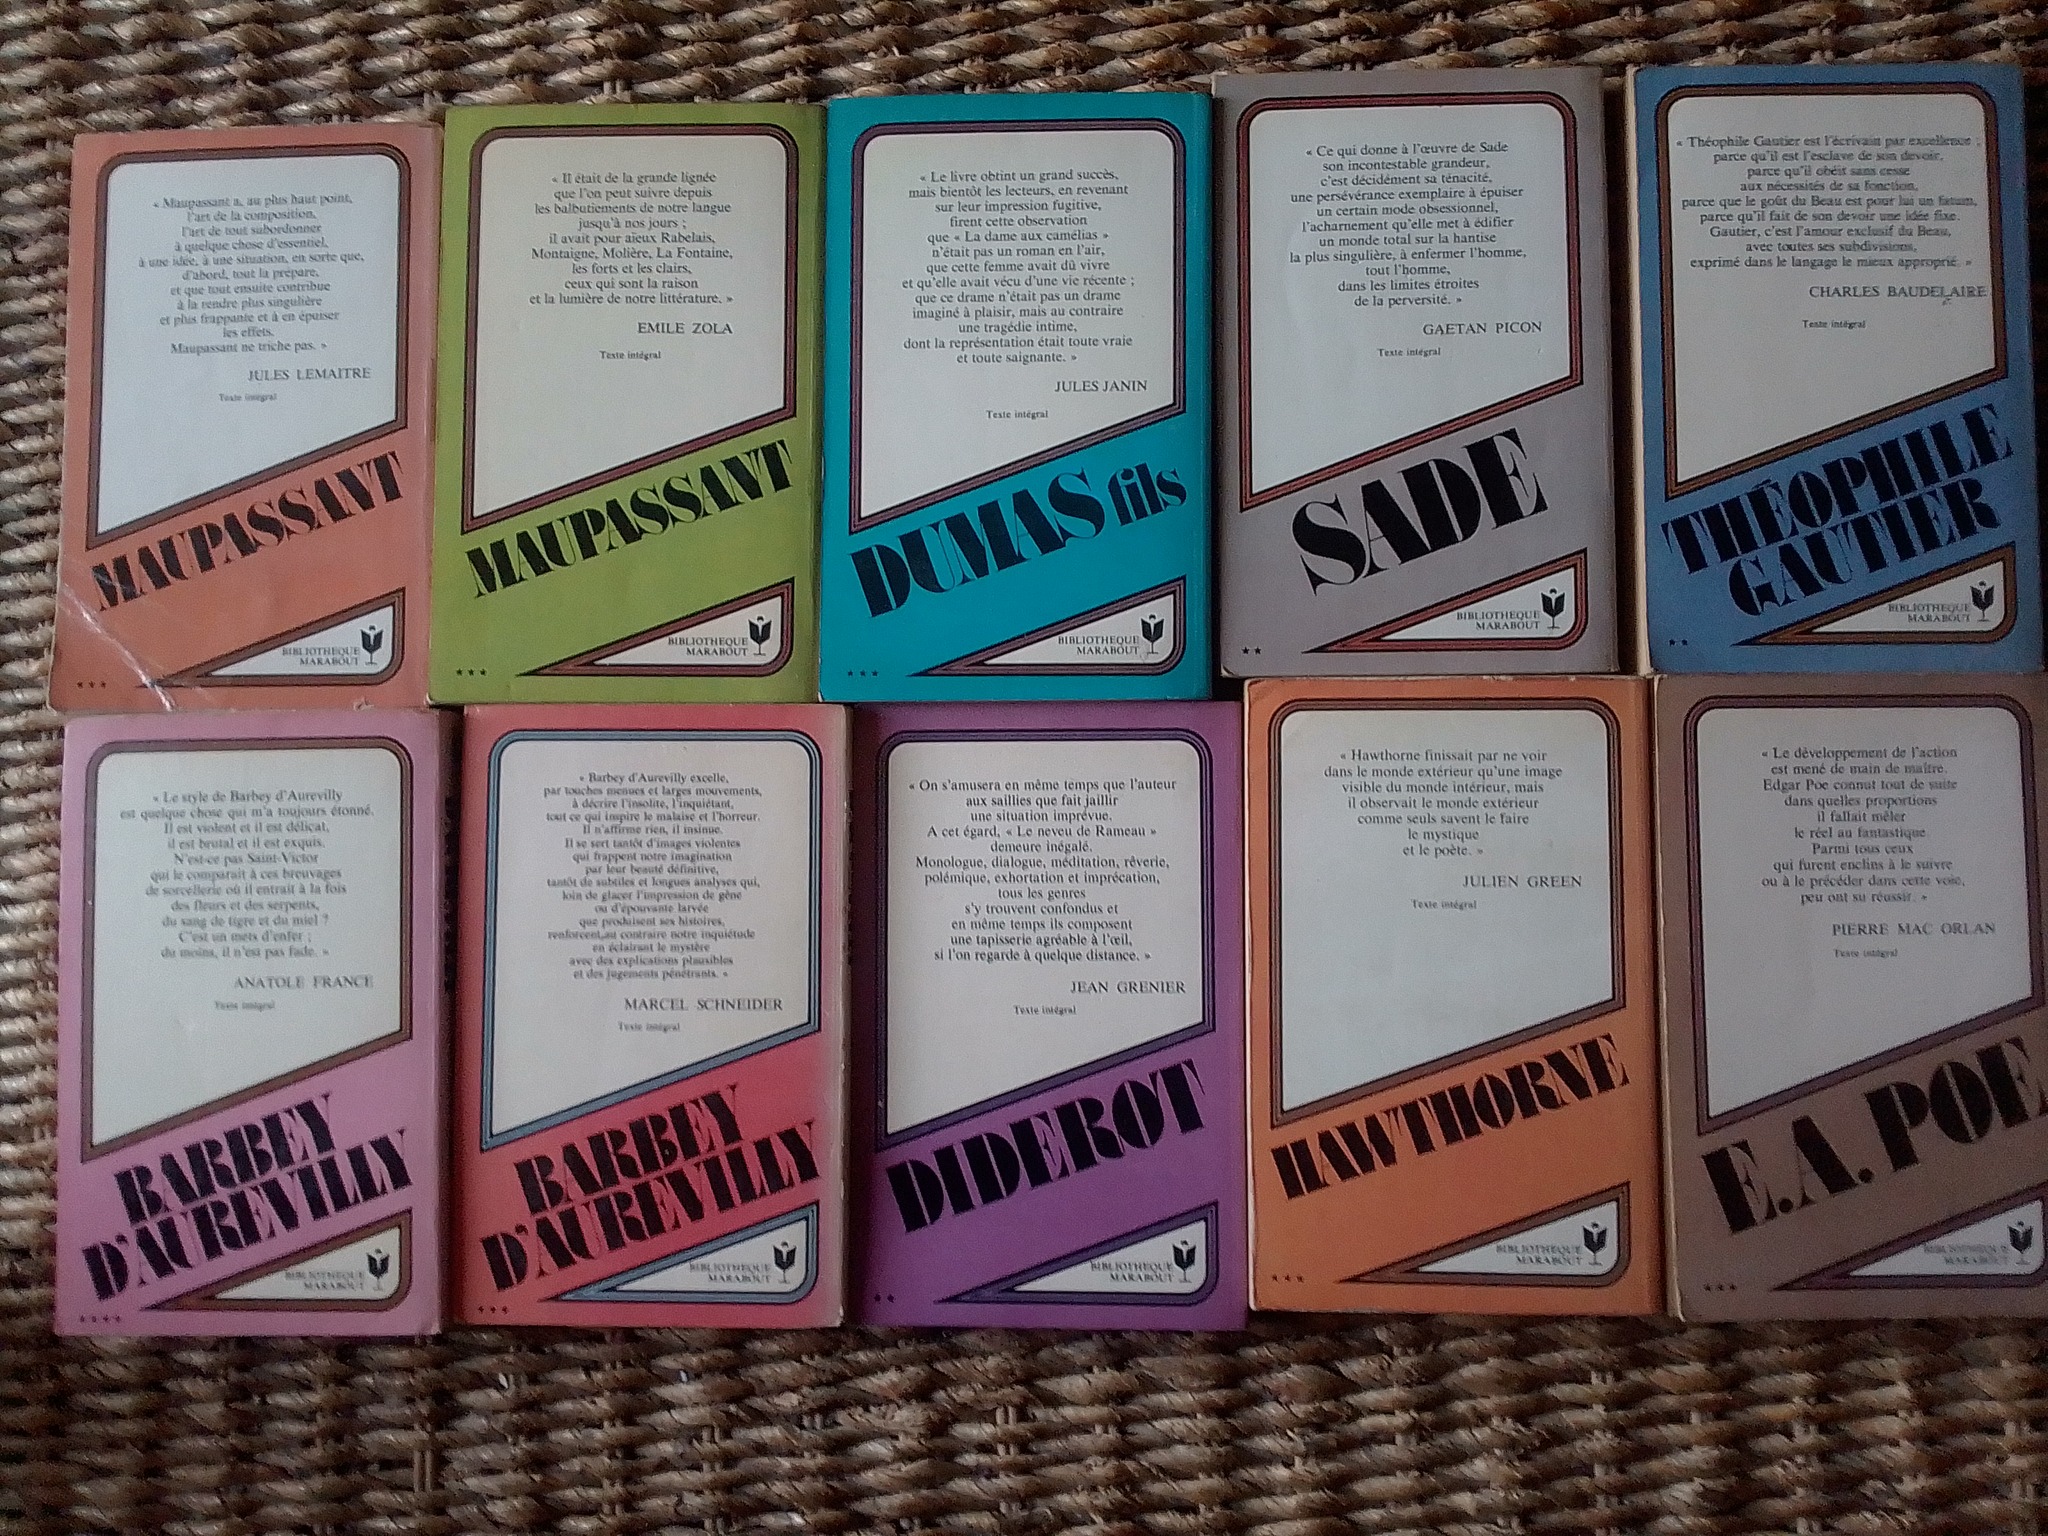 « Maupassant a, au plus haut point,
l'art de la composition,
l'art de tout subordonner
à quelque chose d'essentiel,
à une idée, à une situation, en sorte que,
d'abord, tout la prépare,
et que tout ensuite contribue
à la rendre plus singulière
et plus frappante et à en épuiser
les effets.
Maupassant ne triche pas. »
JULES LEMAITRE
Texte intégral
MAUPASSANT
BIBLIOTHEQUE
MARABOUT
***
« Il était de la grande lignée
que l'on peut suivre depuis
les balbutiements de notre langue
jusqu'à nos jours ;
il avait pour aïeux Rabelais,
Montaigne, Molière, La Fontaine,
les forts et les clairs,
ceux qui sont la raison
et la lumière de notre littérature. »
EMILE ZOLA
Texte intégral
MAUPASSANT
BIBLIOTHEQUE
MARABOUT
***
« Le livre obtint un grand succès,
mais bientôt les lecteurs, en revenant
sur leur impression fugitive,
firent cette observation
que « La dame aux camélias »
n'était pas un roman en l'air,
que cette femme avait dû vivre
et qu'elle avait vécu d'une vie récente ;
que ce drame n'était pas un drame
imaginé à plaisir, mais au contraire
une tragédie intime,
dont la représentation était toute vraie
et toute saignante. »
JULES JANIN
Texte intégral
DUMAS fils
BIBLIOTHEQUE
MARABOUT
***
« Ce qui donne à l'œuvre de Sade
son incontestable grandeur,
c'est décidément sa ténacité,
une persévérance exemplaire à épuiser
un certain mode obsessionnel,
l'acharnement qu'elle met à édifier
un monde total sur la hantise
la plus singulière, à enfermer l'homme,
tout l'homme,
dans les limites étroites
de la perversité. »
GAETAN PICON
Texte intégral
SADE
BIBLIOTHEQUE
MARABOUT
**
« Théophile Gautier est l'écrivain par excellence ;
parce qu'il est l'esclave de son devoir,
parce qu'il obéit sans cesse
aux nécessités de sa fonction,
parce que le goût du Beau est pour lui un fatum,
parce qu'il fait de son devoir une idée fixe.
Gautier, c'est l'amour exclusif du Beau,
avec toutes ses subdivisions,
exprimé dans le langage le mieux approprié. »
CHARLES BAUDELAIRE
Texte intégral
THÉOPHILE
GAUTIER
BIBLIOTHEQUE
MARABOUT
**
« Le style de Barbey d'Aurevilly
est quelque chose qui m'a toujours étonné.
Il est violent et il est délicat,
il est brutal et il est exquis.
N'est-ce pas Saint-Victor
qui le comparait à ces breuvages
de sorcellerie où il entrait à la fois
des fleurs et des serpents,
du sang de tigre et du miel ?
C'est un mets d'enfer ;
du moins, il n'est pas fade. »
ANATOLE FRANCE
Texte intégral
BARBEY
D'AUREVILLY
BIBLIOTHEQUE
MARABOUT
****
« Barbey d'Aurevilly excelle,
par touches menues et larges mouvements,
à décrire l'insolite, l'inquiétant,
tout ce qui inspire le malaise et l'horreur.
Il n'affirme rien, il insinue.
Il se sert tantôt d'images violentes
qui frappent notre imagination
par leur beauté définitive,
tantôt de subtiles et longues analyses qui,
loin de glacer l'impression de gêne
ou d'épouvante larvée
que produisent ses histoires,
renforcent au contraire notre inquiétude
en éclairant le mystère
avec des explications plausibles
et des jugements pénétrants. »
MARCEL SCHNEIDER
Texte intégral
BARBEY
D'AUREVILLY
BIBLIOTHEQUE
MARABOUT
***
« On s'amusera en même temps que l'auteur
aux saillies que fait jaillir
une situation imprévue.
A cet égard, « Le neveu de Rameau »
demeure inégalé.
Monologue, dialogue, méditation, rêverie,
polémique, exhortation et imprécation,
tous les genres
s'y trouvent confondus et
en même temps ils composent
une tapisserie agréable à l'œil,
si l'on regarde à quelque distance. »
JEAN GRENIER
Texte intégral
DIDEROT
BIBLIOTHEQUE
MARABOUT
**
« Hawthorne finissait par ne voir
dans le monde extérieur qu'une image
visible du monde intérieur, mais
il observait le monde extérieur
comme seuls savent le faire
le mystique
et le poète. »
JULIEN GREEN
Texte intégral
HAWTHORNE
BIBLIOTHEQUE
MARABOUT
***
« Le développement de l'action
est mené de main de maître.
Edgar Poe connut tout de suite
dans quelles proportions
il fallait mêler
le réel au fantastique.
Parmi tous ceux
qui furent enclins à le suivre
ou à le précéder dans cette voie,
peu ont su réussir. »
PIERRE MAC ORLAN
Texte intégral
E.A. POE
BIBLIOTHEQUE
MARABOUT
***